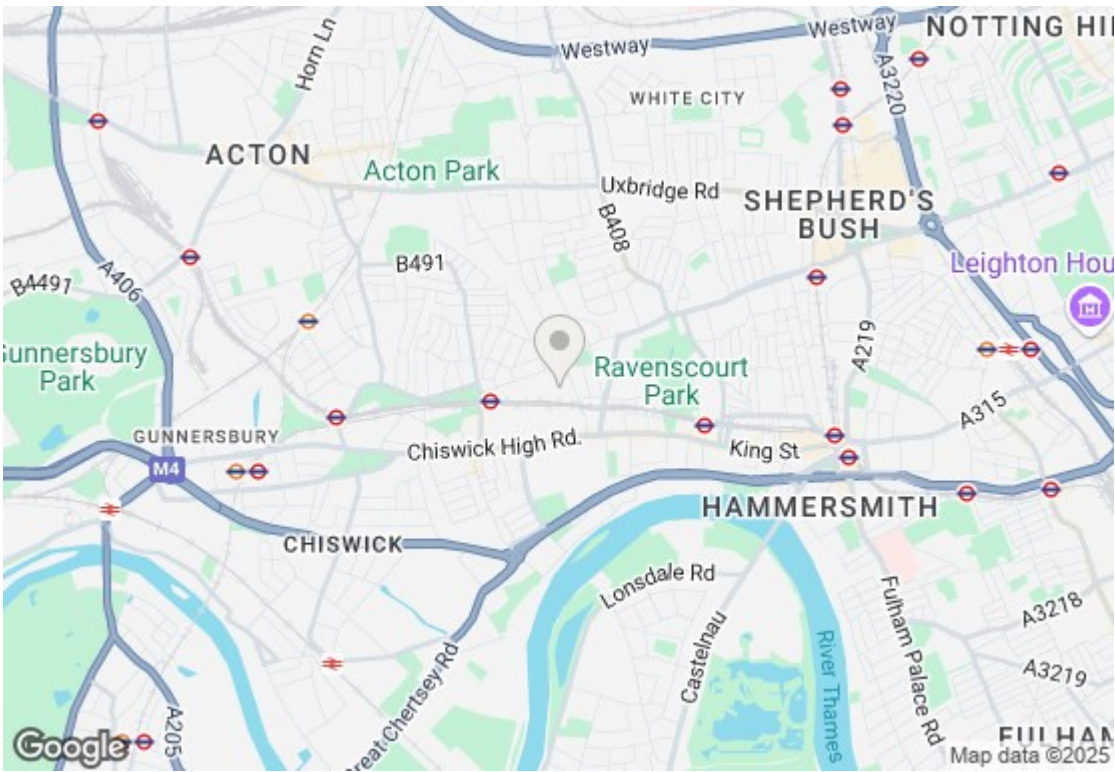 Westway
Westway
NOTTING HI
Horn Ln
A3220
WHITE CITY
ACTON
Acton Park
Uxbridge Rd
SHEPHERD'S
BUSH
B408
B491
Leighton Hou
B4491
A406
Gunnersbury
Park
Ravenscourt
Park
A219
A315
GUNNERSBURY
Chiswick High Rd.
King St
M4
HAMMERSMITH
CHISWICK
Lonsdale Rd
Castelnau
River Thames
Fulham Palace Rd
A3218
A3219
Great Chertsey Rd
A205
FULHAM
Google
Map data ©2025